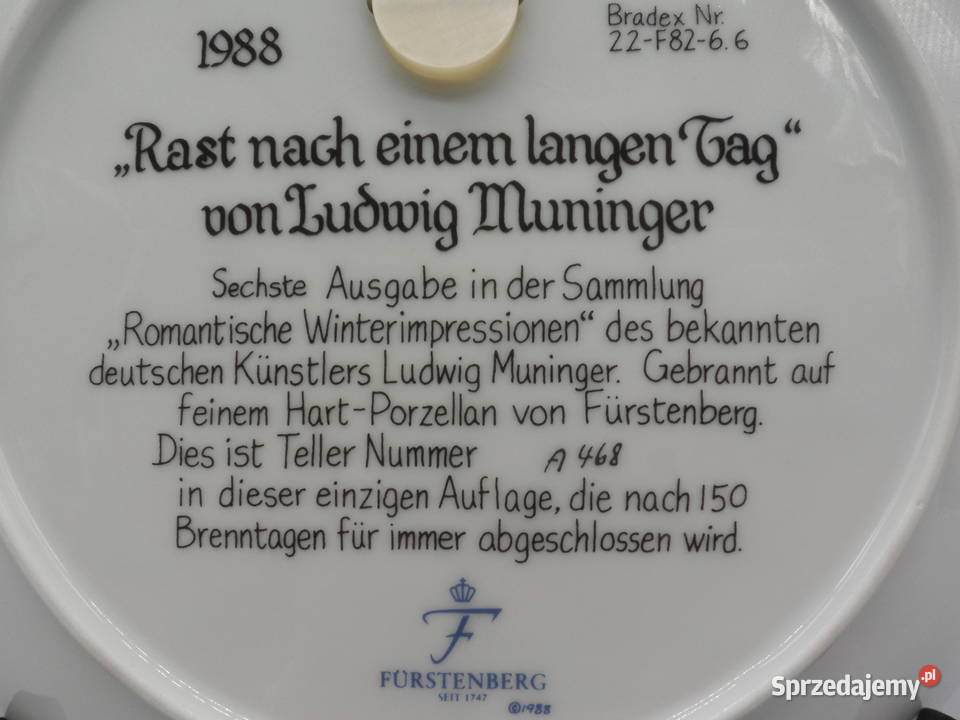 1988
Bradex Nr.
22-F82-6.6
„Rast nach einem langen Tag“
von Ludwig Muninger
Sechste Ausgabe in der Sammlung
„Romantische Winterimpressionen“ des bekannten
deutschen Künstlers Ludwig Muninger. Gebrannt auf
feinem Hart-Porzellan von Fürstenberg.
Dies ist Teller Nummer A 468
in dieser einzigen Auflage, die nach 150
Brenntagen für immer abgeschlossen wird.
F
FÜRSTENBERG
SEIT 1747
©1988
Sprzedajemy.pl